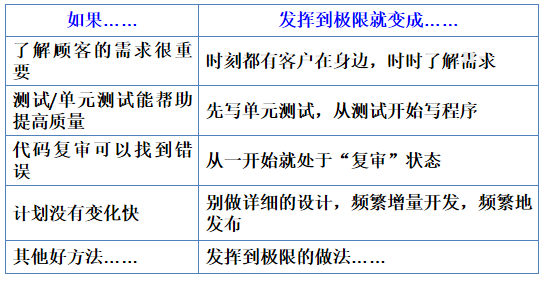 如果…… 发挥到极限就变成……
了解顾客的需求很重
要
时刻都有客户在身边，时时了解需求
测试/单元测试能帮助
提高质量
先写单元测试，从测试开始写程序
代码复审可以找到错
误
从一开始就处于“复审”状态
计划没有变化快
别做详细的设计，频繁增量开发，频繁地
发布
其他好方法…… 发挥到极限的做法……